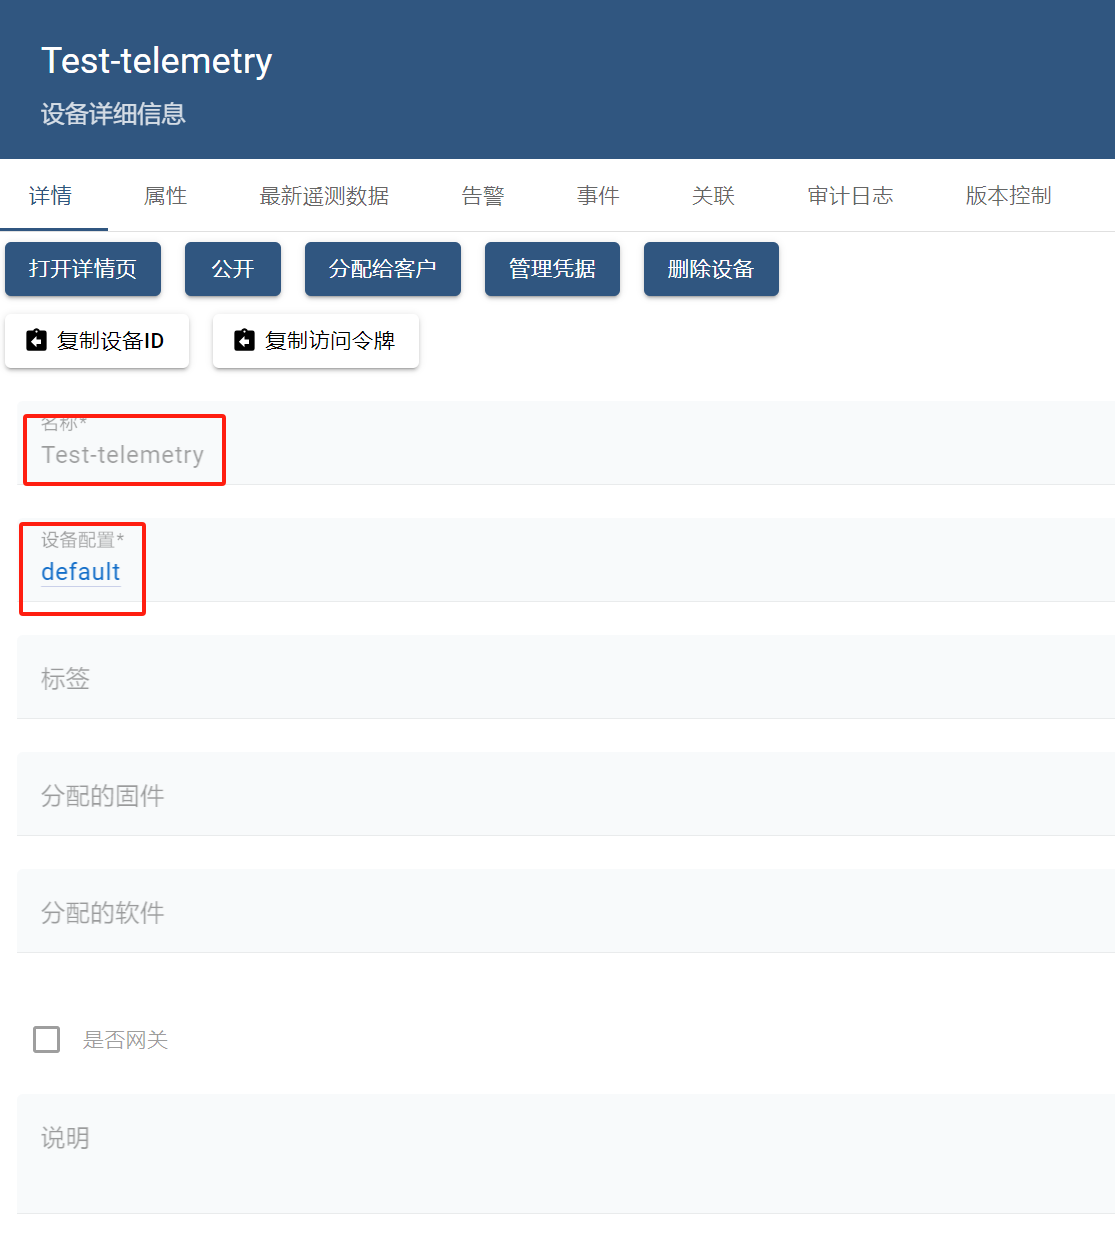 Test-telemetry
设备详细信息
详情 属性 最新遥测数据 告警 事件 关联 审计日志 版本控制
打开详情页 公开 分配给客户 管理凭据 删除设备
复制设备ID 复制访问令牌
名称*
Test-telemetry
设备配置*
default
标签
分配的固件
分配的软件
是否网关
说明